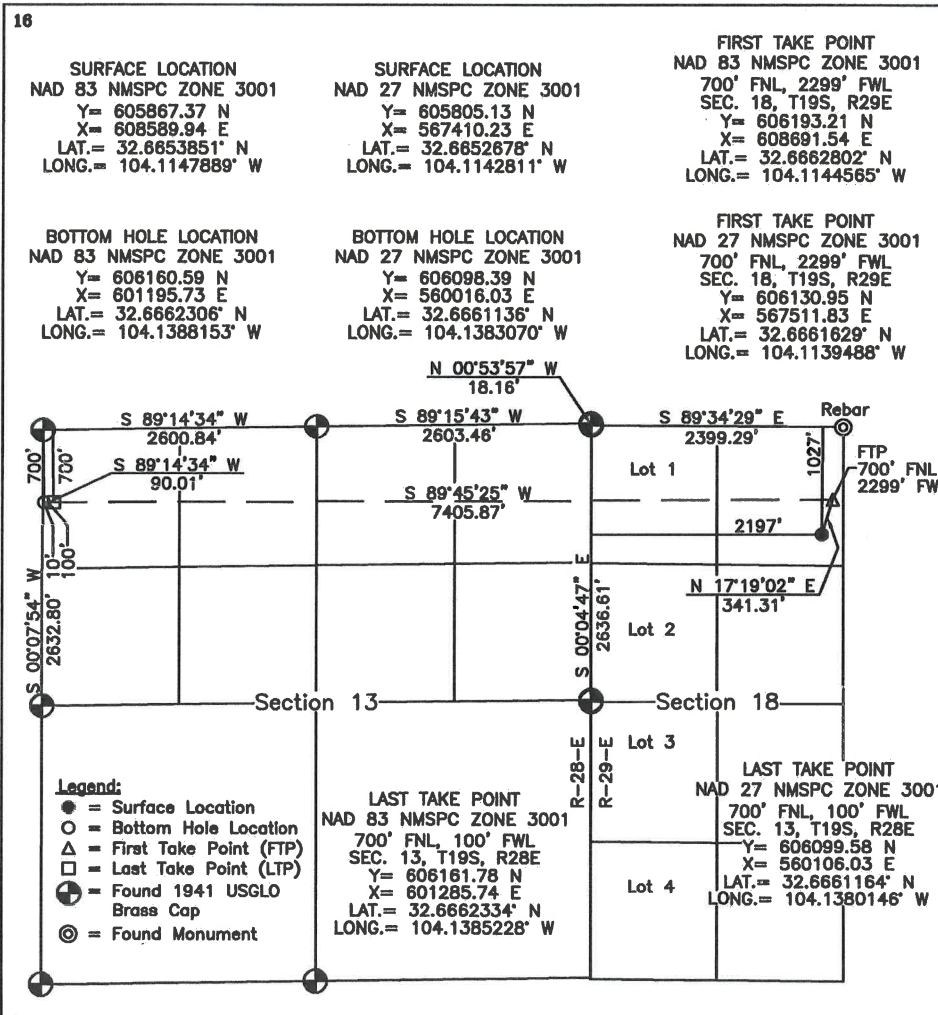 16
SURFACE LOCATION
NAD 83 NMSPC ZONE 3001
Y= 605867.37 N
X= 608589.94 E
LAT.= 32.6653851° N
LONG.= 104.1147889° W
SURFACE LOCATION
NAD 27 NMSPC ZONE 3001
Y= 605805.13 N
X= 567410.23 E
LAT.= 32.6652678° N
LONG.= 104.1142811° W
FIRST TAKE POINT
NAD 83 NMSPC ZONE 3001
700' FNL, 2299' FWL
SEC. 18, T19S, R29E
Y= 606193.21 N
X= 608691.54 E
LAT.= 32.6662802° N
LONG.= 104.1144565° W
BOTTOM HOLE LOCATION
NAD 83 NMSPC ZONE 3001
Y= 606160.59 N
X= 601195.73 E
LAT.= 32.6662306° N
LONG.= 104.1388153° W
BOTTOM HOLE LOCATION
NAD 27 NMSPC ZONE 3001
Y= 606098.39 N
X= 560016.03 E
LAT.= 32.6661136° N
LONG.= 104.1383070° W
FIRST TAKE POINT
NAD 27 NMSPC ZONE 3001
700' FNL, 2299' FWL
SEC. 18, T19S, R29E
Y= 606130.95 N
X= 567511.83 E
LAT.= 32.6661629° N
LONG.= 104.1139488° W
N 00°53'57" W
18.16'
S 89°14'34" W
2600.84'
S 89°15'43" W
2603.46'
S 89°34'29" E
2399.29'
Rebar
700'
700'
S 89°14'34" W
90.01'
Lot 1
1027'
FTP
700' FNL
2299' FW
S 89°45'25" W
7405.87'
2197'
10'
100'
N 17°19'02" E
341.31'
S 00°07'54" W
2632.80'
S 00°04'47" E
2636.61'
Lot 2
Section 13
Section 18
R-28-E
R-29-E
Lot 3
Legend:
= Surface Location
= Bottom Hole Location
= First Take Point (FTP)
= Last Take Point (LTP)
= Found 1941 USGLO
Brass Cap
= Found Monument
LAST TAKE POINT
NAD 83 NMSPC ZONE 3001
700' FNL, 100' FWL
SEC. 13, T19S, R28E
Y= 606161.78 N
X= 601285.74 E
LAT.= 32.6662334° N
LONG.= 104.1385228° W
Lot 4
LAST TAKE POINT
NAD 27 NMSPC ZONE 3001
700' FNL, 100' FWL
SEC. 13, T19S, R28E
Y= 606099.58 N
X= 560106.03 E
LAT.= 32.6661164° N
LONG.= 104.1380146° W